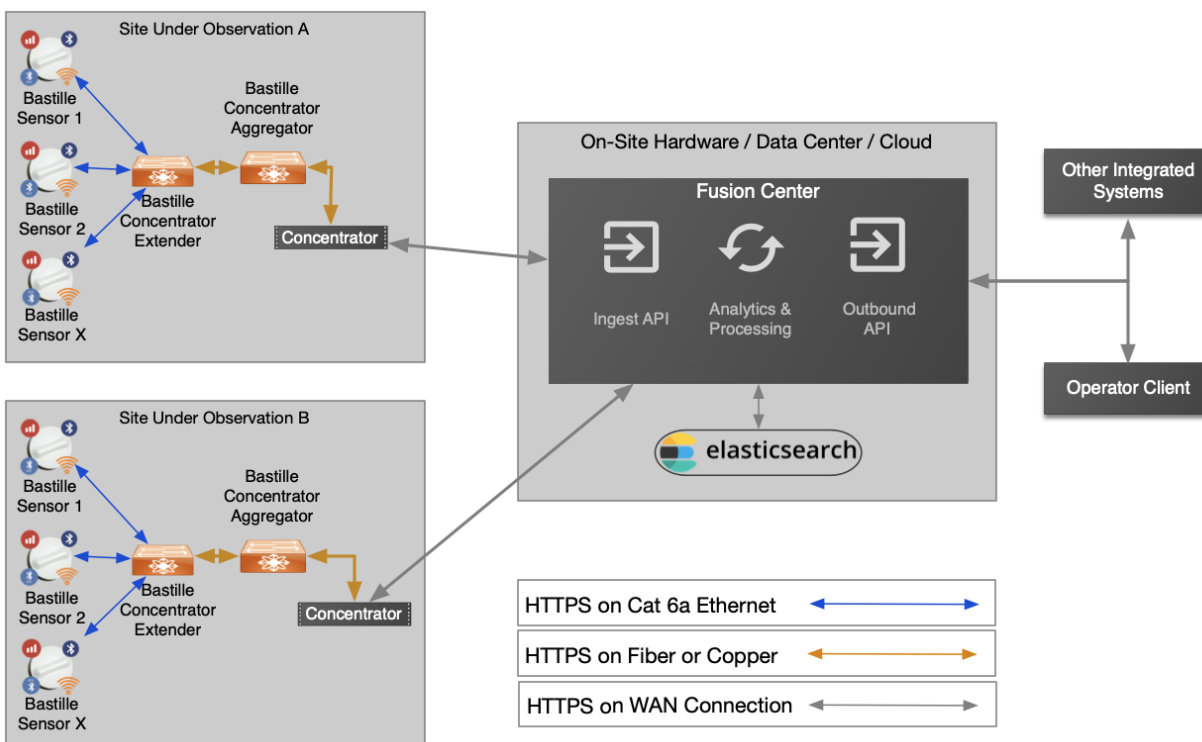 Site Under Observation A
Bastille
Sensor 1
Bastille
Sensor 2
Bastille
Sensor X
Bastille
Concentrator
Extender
Bastille
Concentrator
Aggregator
Concentrator
On-Site Hardware / Data Center / Cloud
Fusion Center
Ingest API
Analytics &
Processing
Outbound
API
elasticsearch
Other Integrated
Systems
Operator Client
Site Under Observation B
Bastille
Sensor 1
Bastille
Sensor 2
Bastille
Sensor X
Bastille
Concentrator
Extender
Bastille
Concentrator
Aggregator
Concentrator
HTTPS on Cat 6a Ethernet
HTTPS on Fiber or Copper
HTTPS on WAN Connection